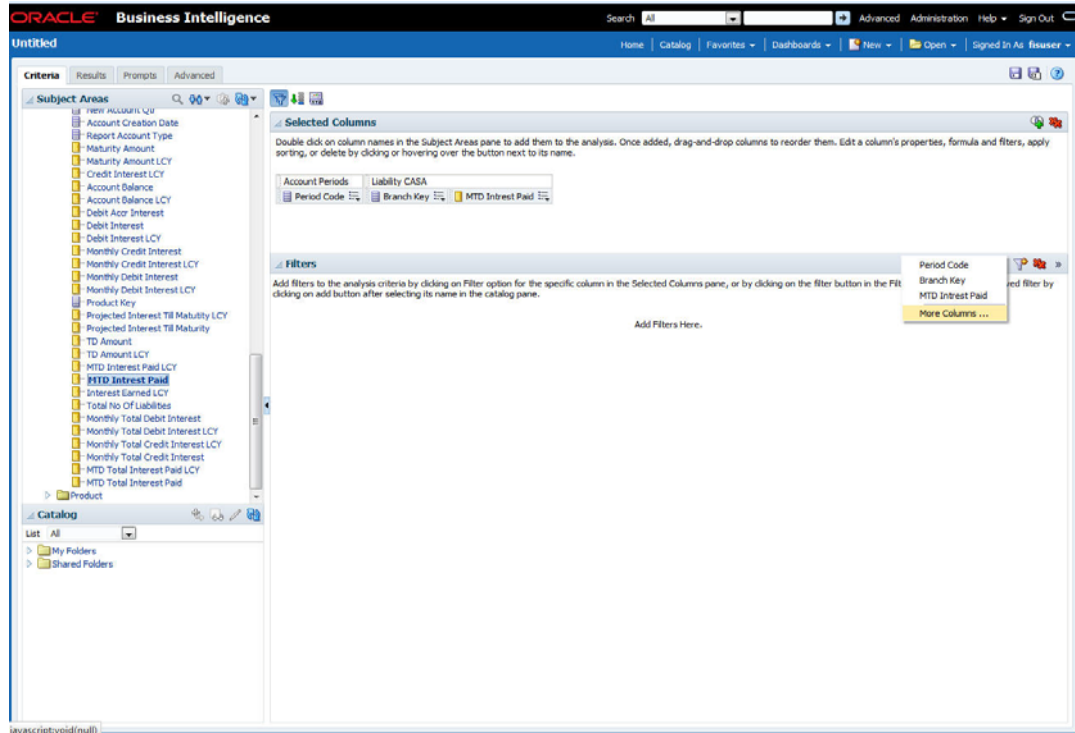 ORACLE Business Intelligence
Search All Advanced Administration Help Sign Out
Untitled
Home Catalog Favorites Dashboards New Open Signed In As fisuser
Criteria Results Prompts Advanced
Subject Areas
New Account Qu
Account Creation Date
Report Account Type
Maturity Amount
Maturity Amount LCY
Credit Interest LCY
Account Balance
Account Balance LCY
Debit Accr Interest
Debit Interest
Debit Interest LCY
Monthly Credit Interest
Monthly Credit Interest LCY
Monthly Debit Interest
Monthly Debit Interest LCY
Product Key
Projected Interest Till Matutity LCY
Projected Interest Till Maturity
TD Amount
TD Amount LCY
MTD Interest Paid LCY
MTD Intrest Paid
Interest Earned LCY
Total No Of Liabilities
Monthly Total Debit Interest
Monthly Total Debit Interest LCY
Monthly Total Credit Interest LCY
Monthly Total Credit Interest
MTD Total Interest Paid LCY
MTD Total Interest Paid
Product
Catalog
List All
My Folders
Shared Folders
javascript:void(null)
Selected Columns
Double click on column names in the Subject Areas pane to add them to the analysis. Once added, drag-and-drop columns to reorder them. Edit a column's properties, formula and filters, apply
sorting, or delete by clicking or hovering over the button next to its name.
Account Periods Liability CASA
Period Code Branch Key MTD Intrest Paid
Filters
Add filters to the analysis criteria by clicking on Filter option for the specific column in the Selected Columns pane, or by clicking on the filter button in the Filt ved filter by
clicking on add button after selecting its name in the catalog pane.
Add Filters Here.
Period Code
Branch Key
MTD Intrest Paid
More Columns ...